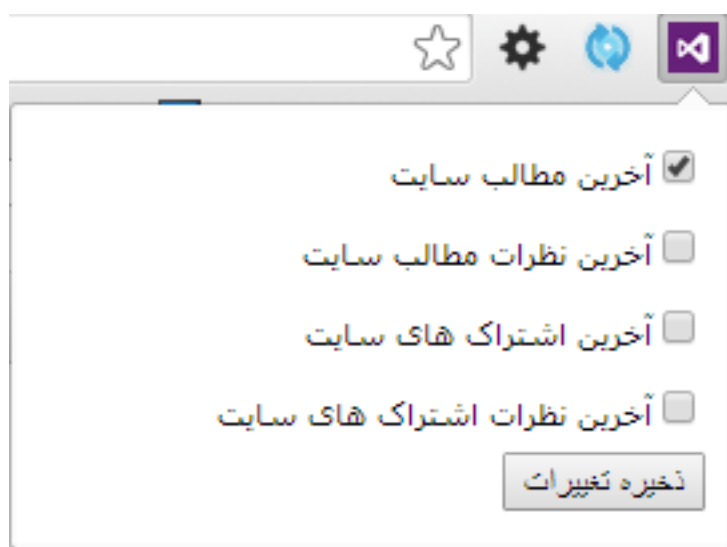 آخرین مطالب سایت
آخرین نظرات مطالب سایت
آخرین اشتراک های سایت
آخرین نظرات اشتراک های سایت
ذخیره تغییرات